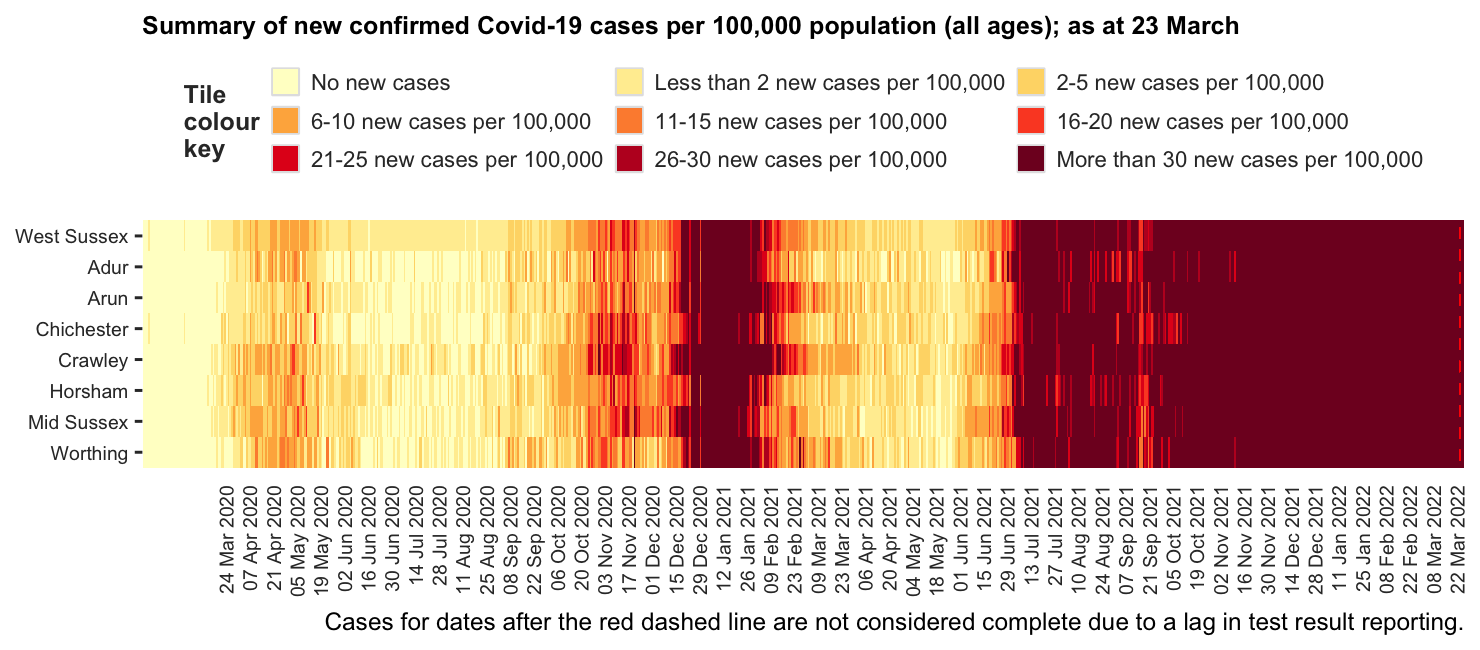 Summary of new confirmed Covid-19 cases per 100,000 population (all ages); as at 23 March
Tile
colour
key
No new cases
Less than 2 new cases per 100,000
2-5 new cases per 100,000
6-10 new cases per 100,000
11-15 new cases per 100,000
16-20 new cases per 100,000
21-25 new cases per 100,000
26-30 new cases per 100,000
More than 30 new cases per 100,000
West Sussex
Adur
Arun
Chichester
Crawley
Horsham
Mid Sussex
Worthing
24 Mar 2020
07 Apr 2020
21 Apr 2020
05 May 2020
19 May 2020
02 Jun 2020
16 Jun 2020
30 Jun 2020
14 Jul 2020
28 Jul 2020
11 Aug 2020
25 Aug 2020
08 Sep 2020
22 Sep 2020
06 Oct 2020
20 Oct 2020
03 Nov 2020
17 Nov 2020
01 Dec 2020
15 Dec 2020
29 Dec 2020
12 Jan 2021
26 Jan 2021
09 Feb 2021
23 Feb 2021
09 Mar 2021
23 Mar 2021
06 Apr 2021
20 Apr 2021
04 May 2021
18 May 2021
01 Jun 2021
15 Jun 2021
29 Jun 2021
13 Jul 2021
27 Jul 2021
10 Aug 2021
24 Aug 2021
07 Sep 2021
21 Sep 2021
05 Oct 2021
19 Oct 2021
02 Nov 2021
16 Nov 2021
30 Nov 2021
14 Dec 2021
28 Dec 2021
11 Jan 2022
25 Jan 2022
08 Feb 2022
22 Feb 2022
08 Mar 2022
22 Mar 2022
Cases for dates after the red dashed line are not considered complete due to a lag in test result reporting.